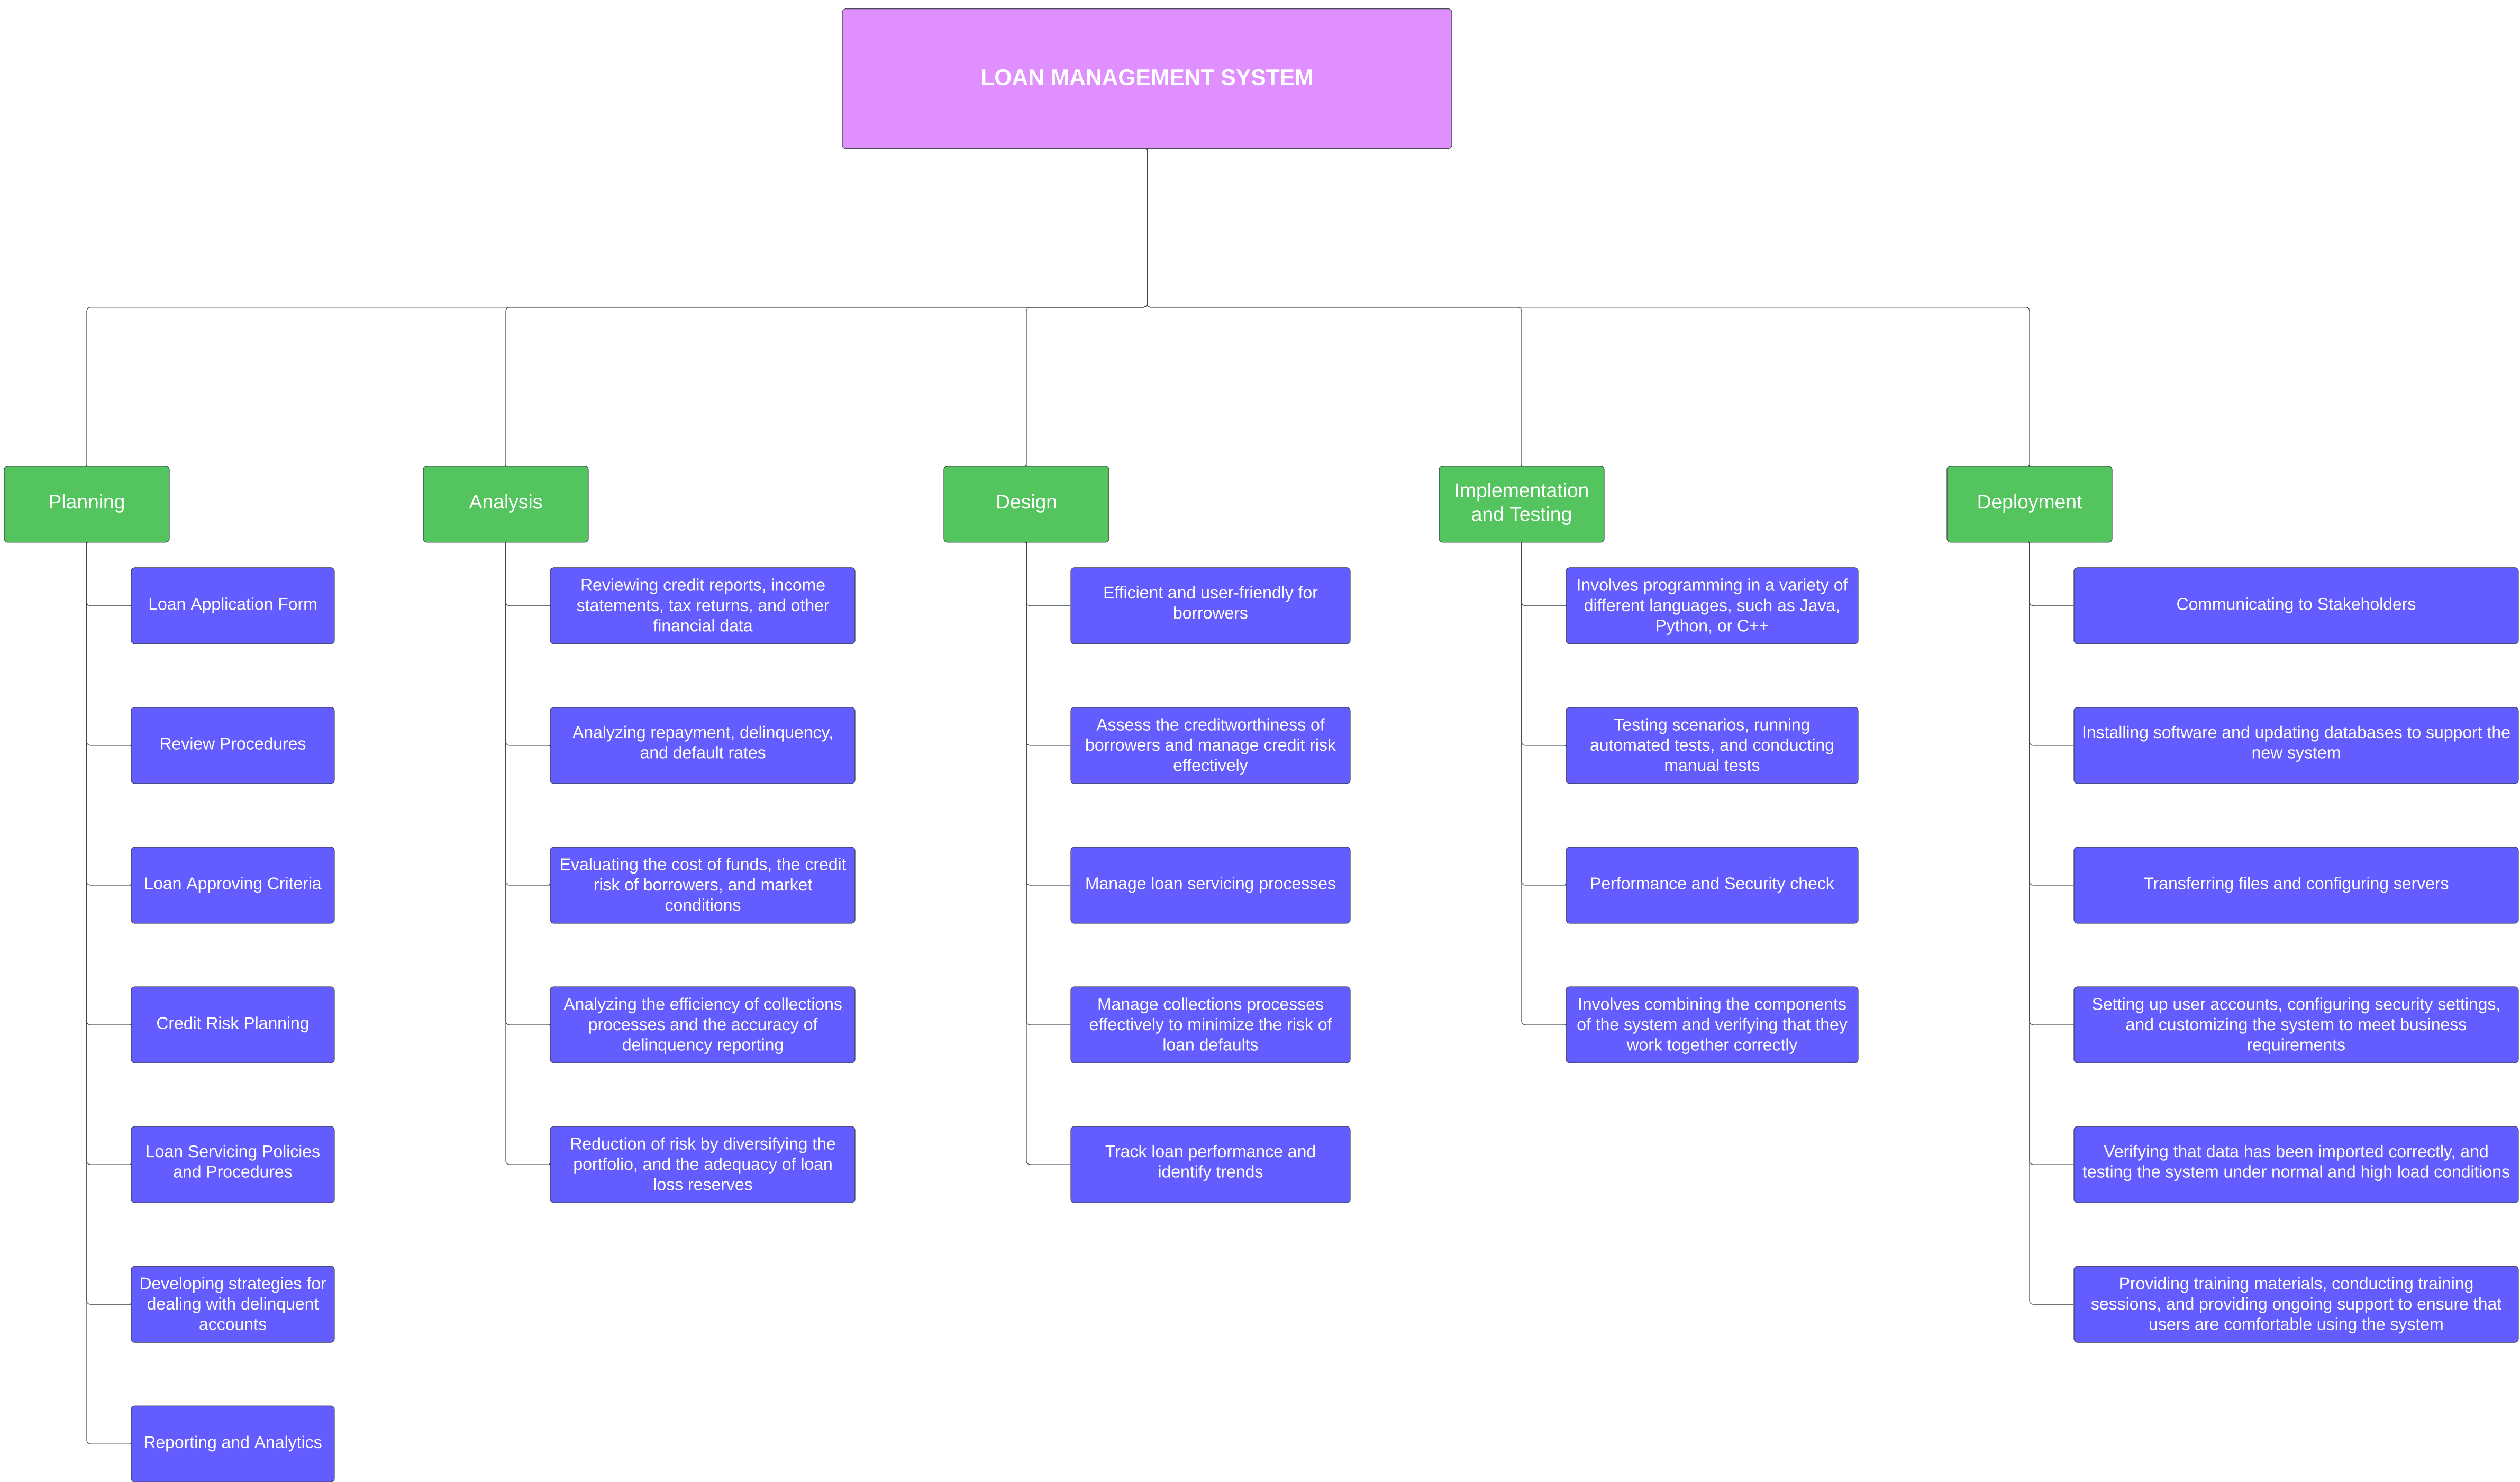 LOAN MANAGEMENT SYSTEM
Planning
Loan Application Form
Review Procedures
Loan Approving Criteria
Credit Risk Planning
Loan Servicing Policies
and Procedures
Developing strategies for
dealing with delinquent
accounts
Reporting and Analytics
Analysis
Reviewing credit reports, income
statements, tax returns, and other
financial data
Analyzing repayment, delinquency,
and default rates
Evaluating the cost of funds, the credit
risk of borrowers, and market
conditions
Analyzing the efficiency of collections
processes and the accuracy of
delinquency reporting
Reduction of risk by diversifying the
portfolio, and the adequacy of loan
loss reserves
Design
Efficient and user-friendly for
borrowers
Assess the creditworthiness of
borrowers and manage credit risk
effectively
Manage loan servicing processes
Manage collections processes
effectively to minimize the risk of
loan defaults
Track loan performance and
identify trends
Implementation
and Testing
Involves programming in a variety of
different languages, such as Java,
Python, or C++
Testing scenarios, running
automated tests, and conducting
manual tests
Performance and Security check
Involves combining the components
of the system and verifying that they
work together correctly
Deployment
Communicating to Stakeholders
Installing software and updating databases to support the
new system
Transferring files and configuring servers
Setting up user accounts, configuring security settings,
and customizing the system to meet business
requirements
Verifying that data has been imported correctly, and
testing the system under normal and high load conditions
Providing training materials, conducting training
sessions, and providing ongoing support to ensure that
users are comfortable using the system